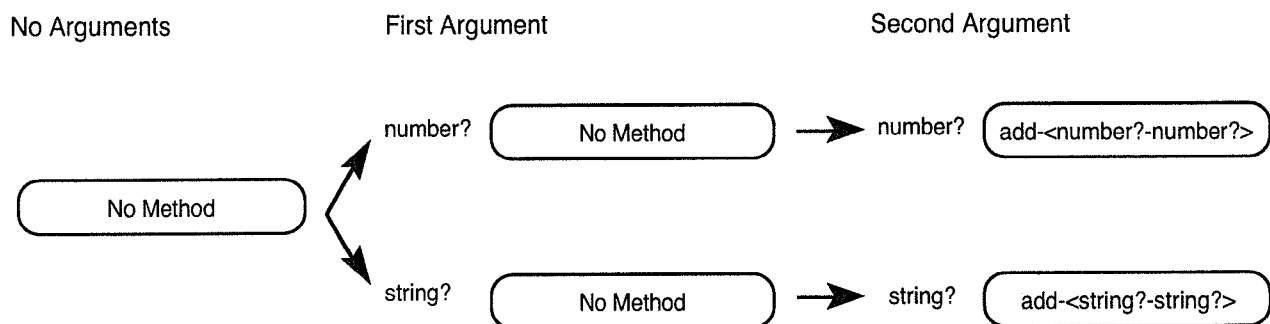 No Arguments
First Argument
Second Argument
number?
No Method
number?
add-<number?-number?>
No Method
string?
No Method
string?
add-<string?-string?>